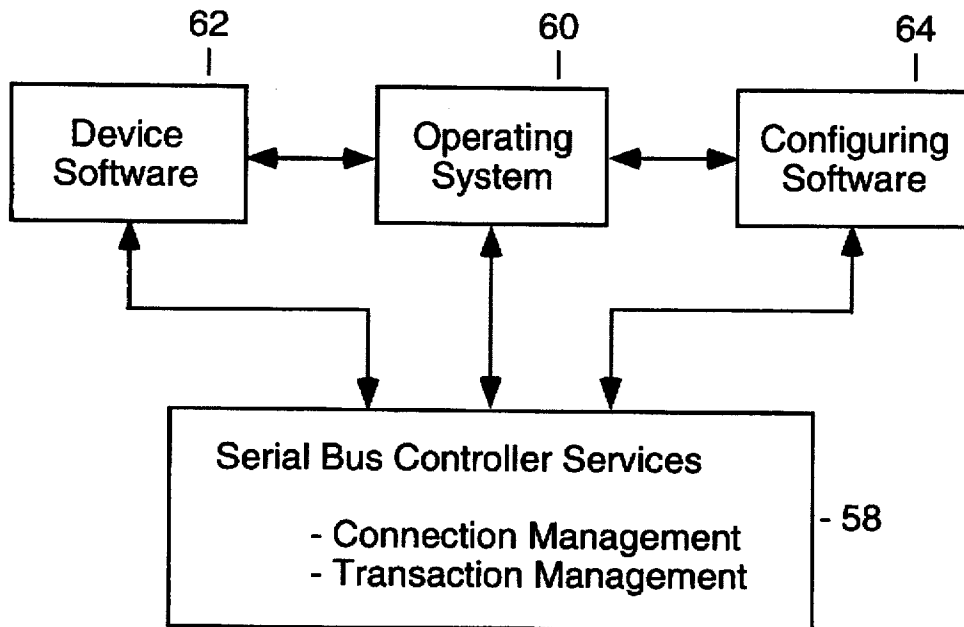 62
60
64
Device
Software
Operating
System
Configuring
Software
Serial Bus Controller Services
- Connection Management
- Transaction Management
- 58